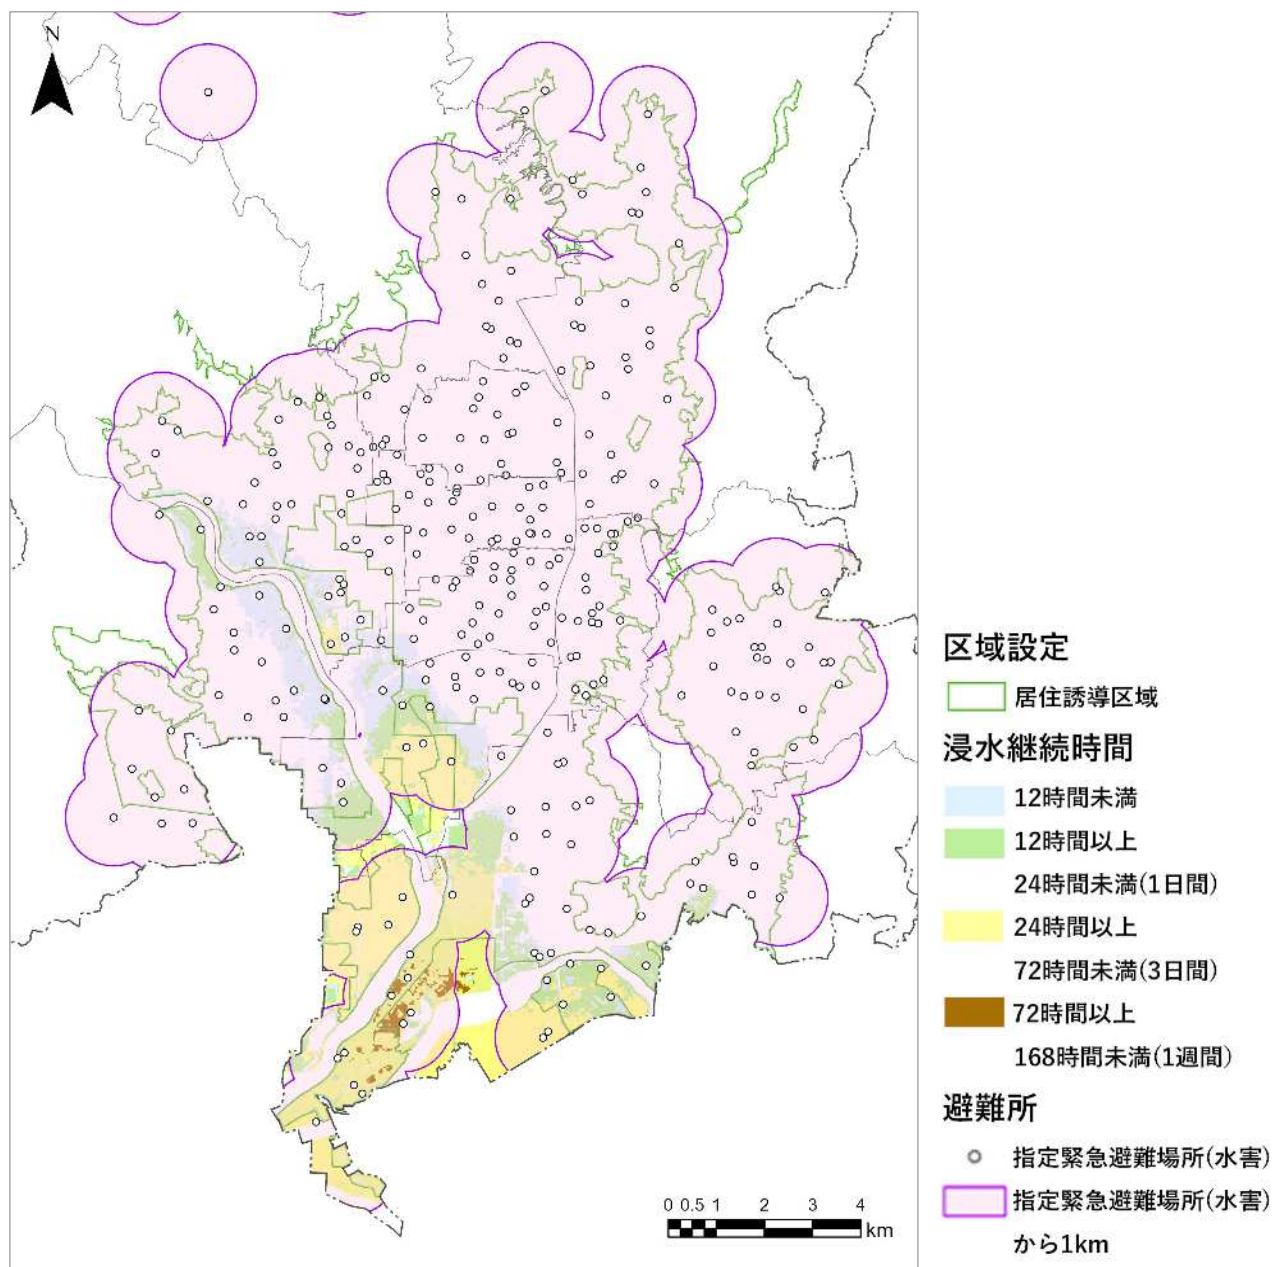 N
区域設定
居住誘導区域
浸水継続時間
12時間未満
12時間以上
24時間未満(1日間)
24時間以上
72時間未満(3日間)
72時間以上
168時間未満(1週間)
避難所
指定緊急避難場所(水害)
指定緊急避難場所(水害)
から1km
0 0.5 1 2 3 4
km